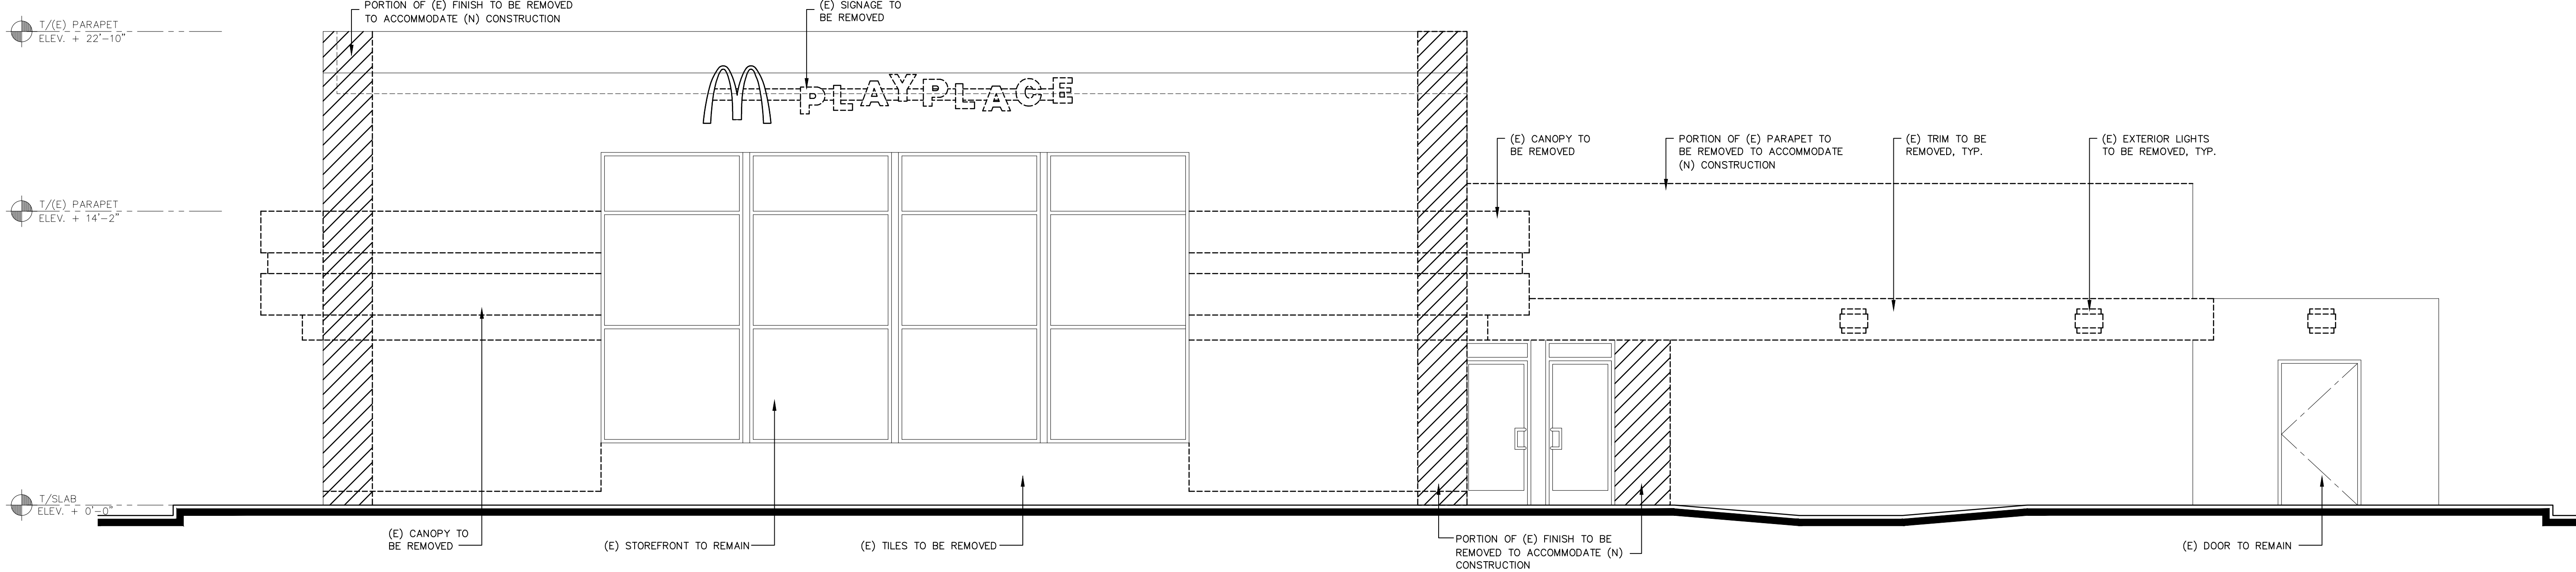 PORTION OF (E) FINISH TO BE REMOVED
TO ACCOMMODATE (N) CONSTRUCTION
(E) SIGNAGE TO
BE REMOVED
T/(E) PARAPET
ELEV. + 22'-10"
PLAYPLACE
(E) CANOPY TO
BE REMOVED
PORTION OF (E) PARAPET TO
BE REMOVED TO ACCOMMODATE
(N) CONSTRUCTION
(E) TRIM TO BE
REMOVED, TYP.
(E) EXTERIOR LIGHTS
TO BE REMOVED, TYP.
T/(E) PARAPET
ELEV. + 14'-2"
T/SLAB
ELEV. + 0'-0"
(E) CANOPY TO
BE REMOVED
(E) STOREFRONT TO REMAIN
(E) TILES TO BE REMOVED
PORTION OF (E) FINISH TO BE
REMOVED TO ACCOMMODATE (N)
CONSTRUCTION
(E) DOOR TO REMAIN